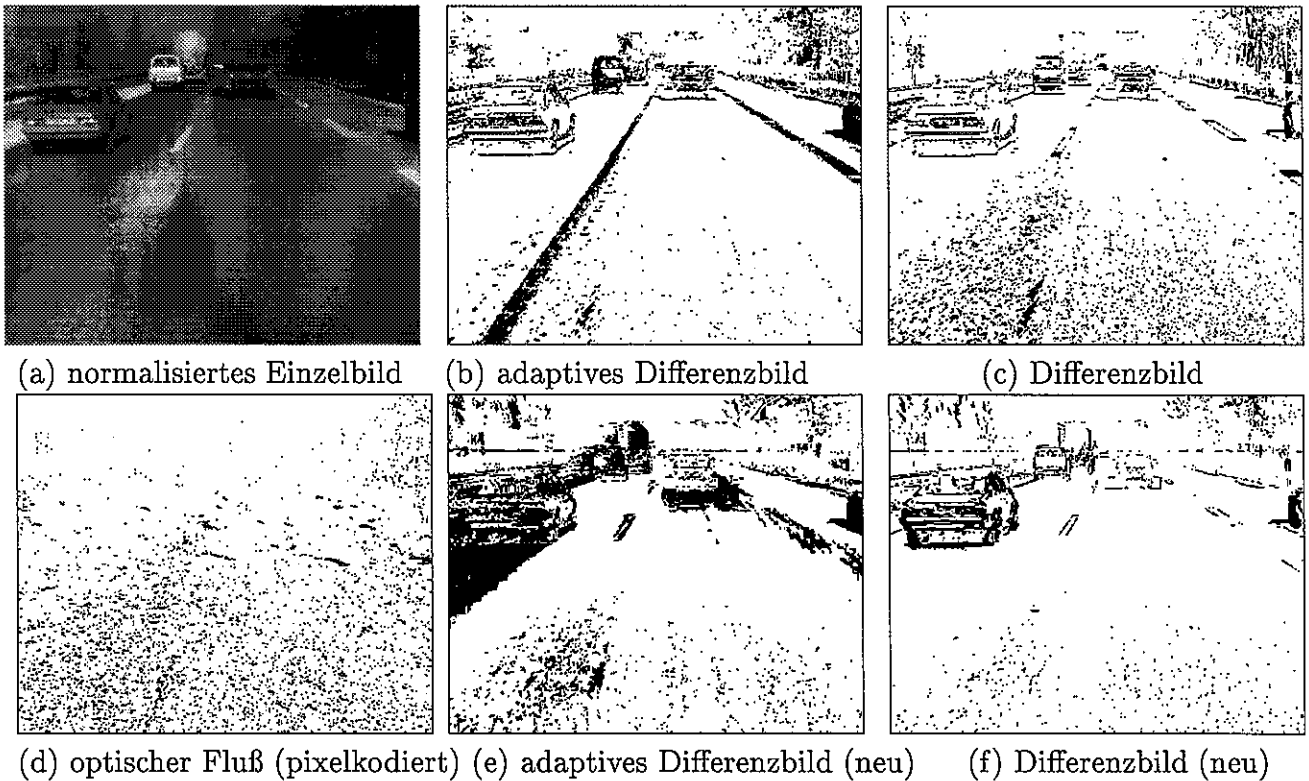 (a) normalisiertes Einzelbild
(b) adaptives Differenzbild
(c) Differenzbild
(d) optischer Fluß (pixelkodiert)
(e) adaptives Differenzbild (neu)
(f) Differenzbild (neu)